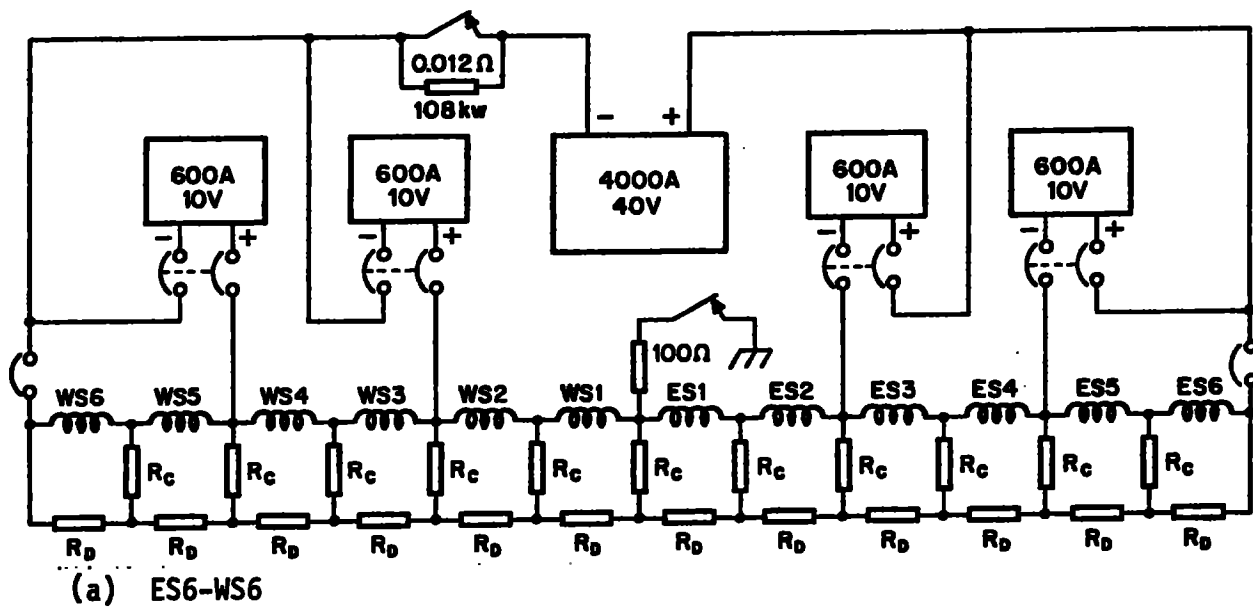 0.012Ω
108kw
- +
600A
10V
600A
10V
4000A
40V
600A
10V
600A
10V
- +
- +
- +
- +
100Ω
WS6 WS5 WS4 WS3 WS2 WS1 ES1 ES2 ES3 ES4 ES5 ES6
RC RC RC RC RC RC RC RC RC RC RC
RD RD RD RD RD RD RD RD RD RD RD RD
(a) ES6-WS6